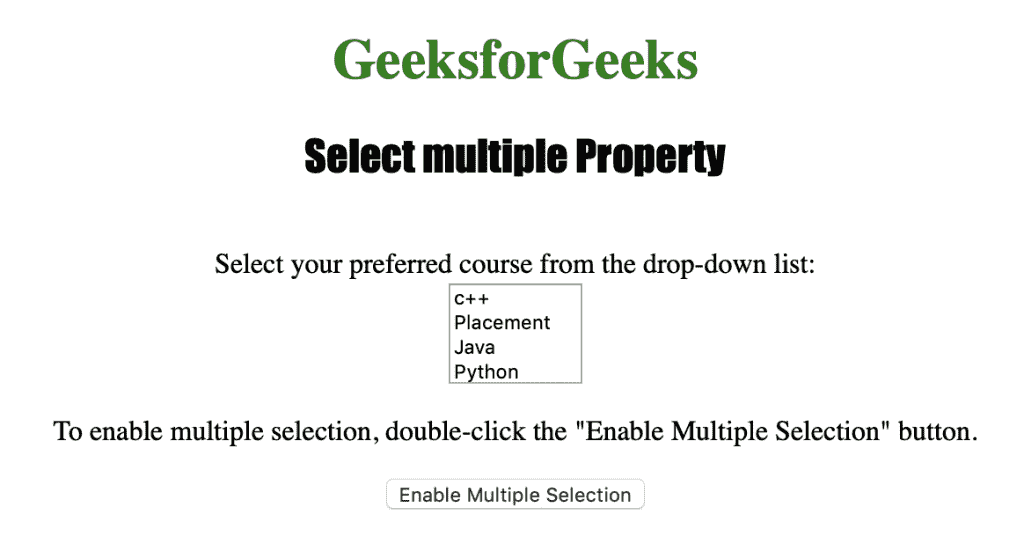 GeeksforGeeks
Select multiple Property
Select your preferred course from the drop-down list:
c++
Placement
Java
Python
To enable multiple selection, double-click the "Enable Multiple Selection" button.
Enable Multiple Selection